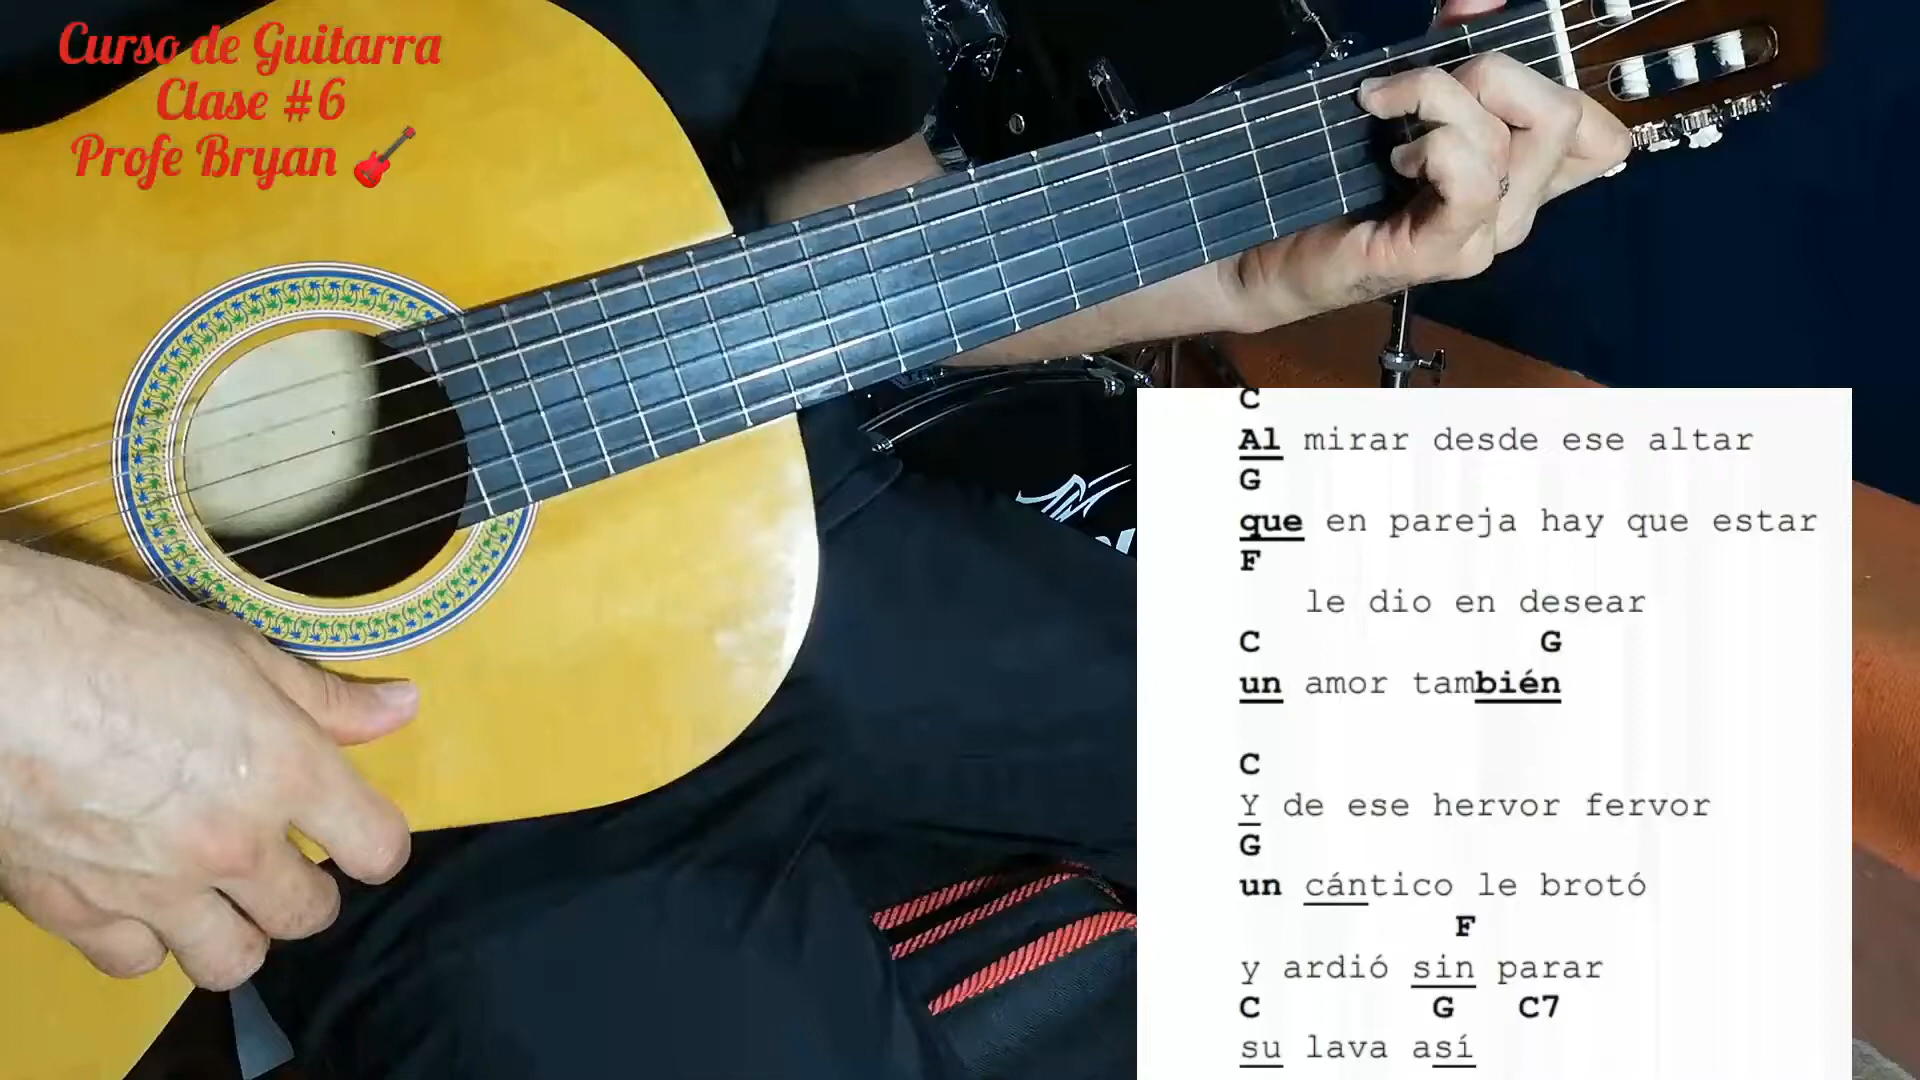 Curso de Guitarra
Clase #6
Profe Bryan
C
Al mirar desde ese altar
G
que en pareja hay que estar
F
le dio en desear
C G
un amor también
C
Y de ese hervor fervor
G
un cántico le brotó
F
y ardió sin parar
C G C7
su lava así